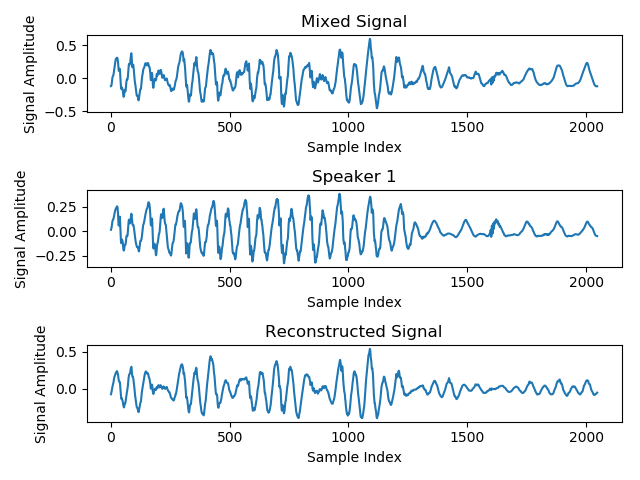 Mixed Signal
Signal Amplitude
0.5
0.0
−0.5
0 500 1000 1500 2000
Sample Index
Speaker 1
Signal Amplitude
0.25
0.00
−0.25
0 500 1000 1500 2000
Sample Index
Reconstructed Signal
Signal Amplitude
0.5
0.0
0 500 1000 1500 2000
Sample Index